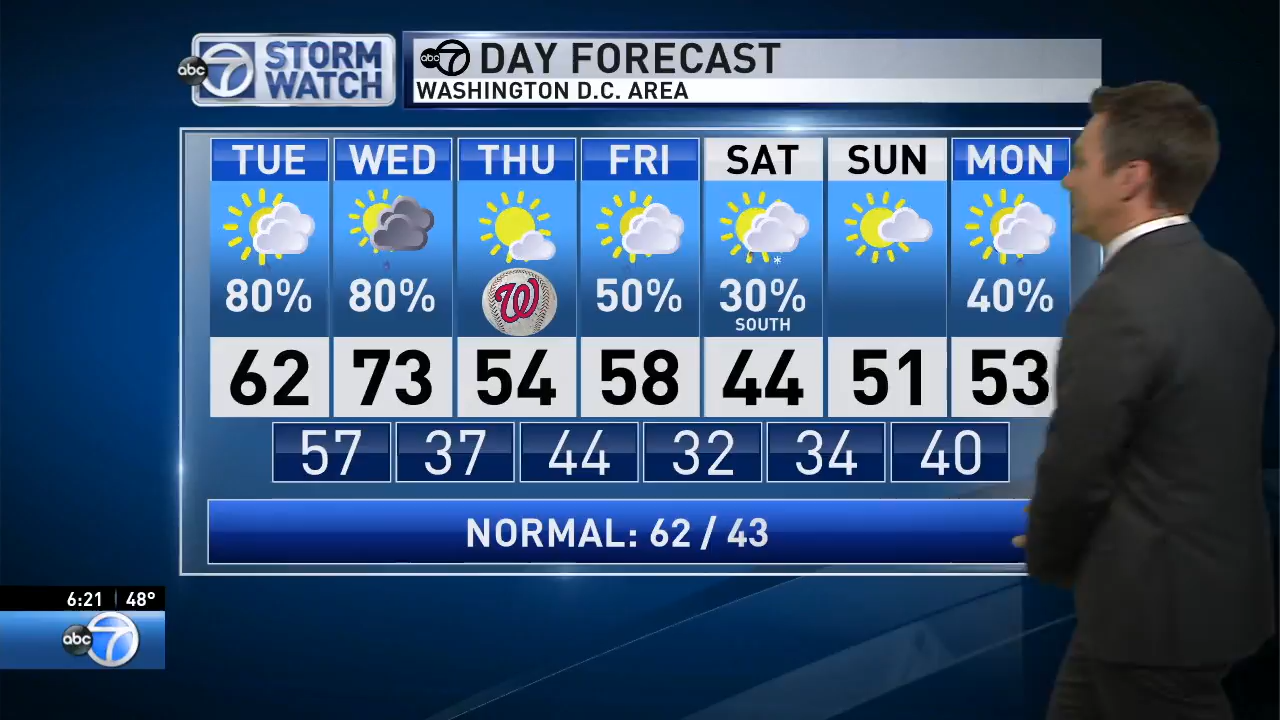 abc 7 STORM
WATCH
abc 7 DAY FORECAST
WASHINGTON D.C. AREA
TUE WED THU FRI SAT SUN MON
80% 80% W 50% 30% 40%
SOUTH
62 73 54 58 44 51 53
57 37 44 32 34 40
NORMAL: 62 / 43
6:21 48°
abc 7